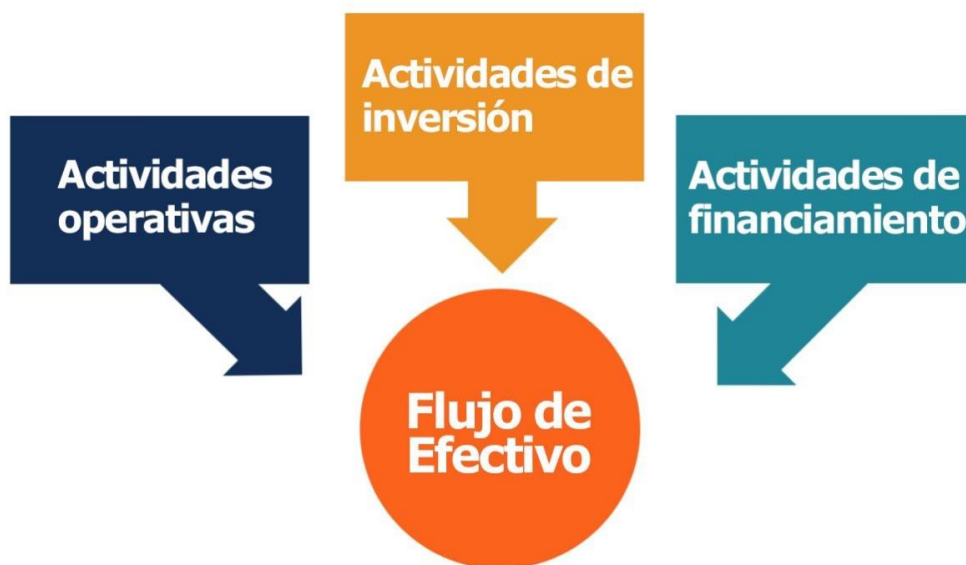 Actividades de
inversión
Actividades
operativas
Actividades de
financiamiento
Flujo de
Efectivo